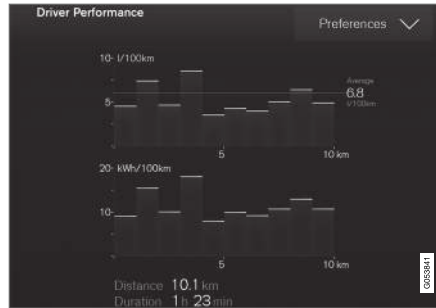 Driver Performance
Preferences
10- l/100km
Average
6.8
l/100km
5-
5
10 km
20- kWh/100km
10-
5
10 km
Distance 10.1 km
Duration 1 h 23 min
G053841